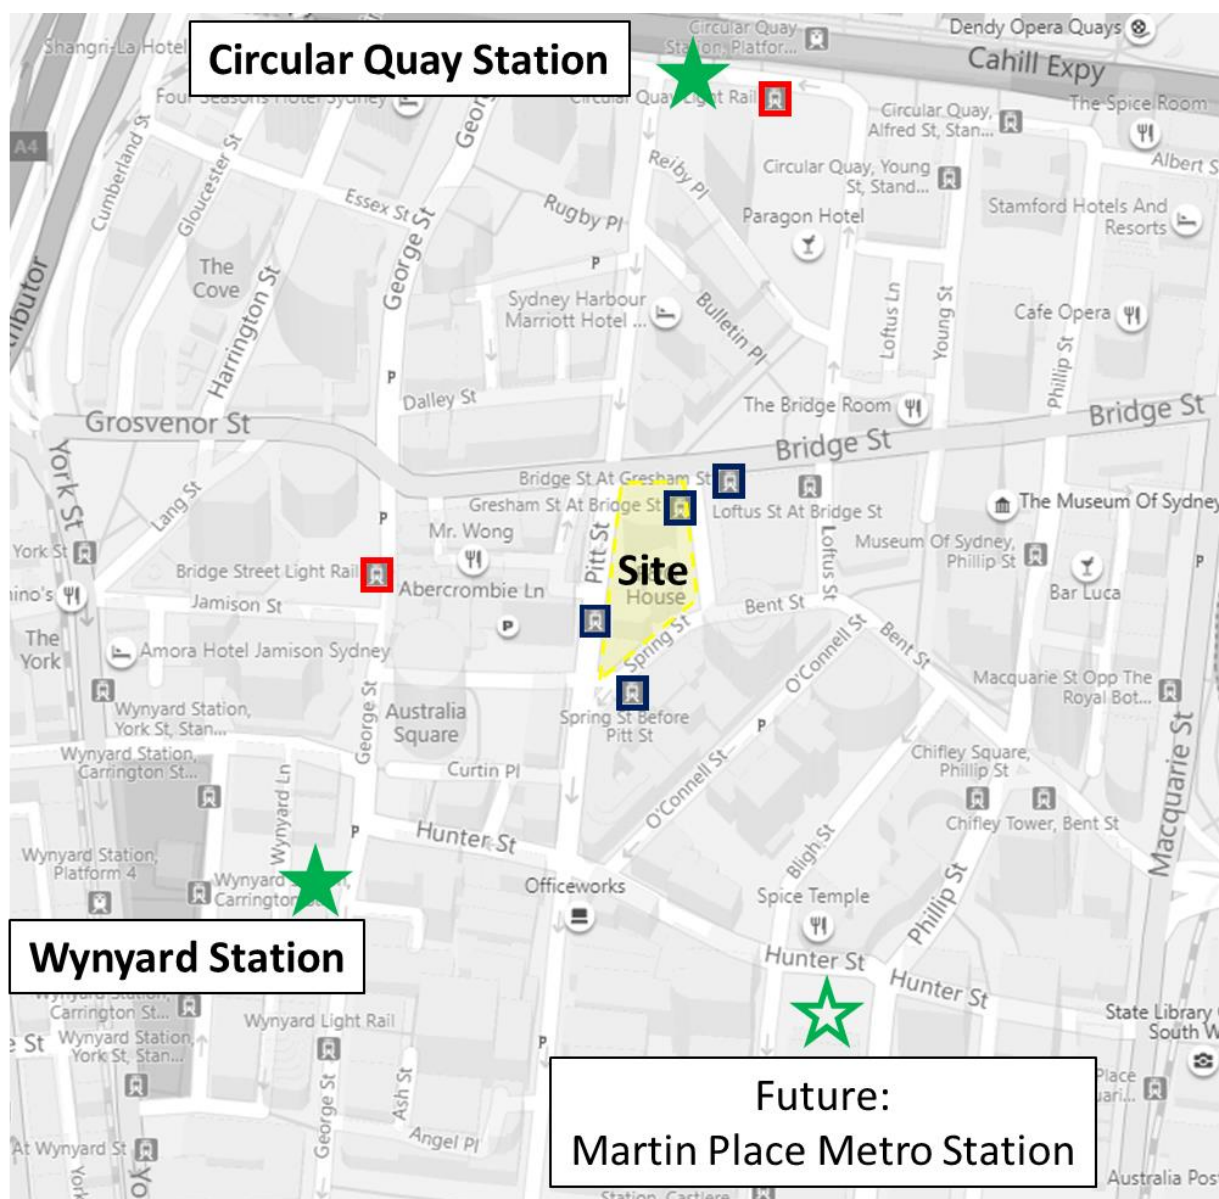 Shangri-La Hotel
Circular Quay Station
Circular Quay
Station, Platfor...
Dendy Opera Quays
Cahill Expy
Four Seasons Hotel Sydney
George St
Circular Quay Light Rail
Circular Quay,
Alfred St, Stan...
The Spice Room
A4
Cumberland St
Gloucester St
Essex St
Reiby Pl
Circular Quay, Young
St, Stand...
Albert S
Rugby Pl
Paragon Hotel
Stamford Hotels And
Resorts
George St
The
Cove
Harrington St
P
Sydney Harbour
Marriott Hotel ...
Bulletin Pl
Loftus Ln
Young St
Cafe Opera
Phillip St
P
Dalley St
The Bridge Room
Grosvenor St
Bridge St
Bridge St
York St
Lang St
Bridge St At Gresham St
Gresham St At Bridge St
Loftus St At Bridge St
The Museum Of Sydney
P
Mr. Wong
Pitt St
Loftus St
Museum Of Sydney,
Phillip St
York St
Bridge Street Light Rail
Abercrombie Ln
Site
House
Bar Luca
P
Jamison St
P
Bent St
The
York
Amora Hotel Jamison Sydney
Spring St
O'Connell St
Bent St
Wynyard Station,
York St, Stan...
George St
Australia
Square
Spring St Before
Pitt St
P
Macquarie St Opp The
Royal Bot...
Wynyard Station,
Carrington St...
Wynyard Ln
Curtin Pl
O'Connell St
Chifley Square,
Phillip St
Macquarie St
P
Hunter St
Bligh St
Chifley Tower, Bent St
Wynyard Station,
Platform 4
Wynyard Station,
Officeworks
Spice Temple
Phillip St
Wynyard Station
Hunter St
Hunter St
Wynyard Station,
Carrington St...
Wynyard Light Rail
State Library
e St
Wynyard Station,
York St, Stan...
P
George St
Ash St
Angel Pl
Future:
Martin Place Metro Station
Place
At Wynyard St
York
Australia Post